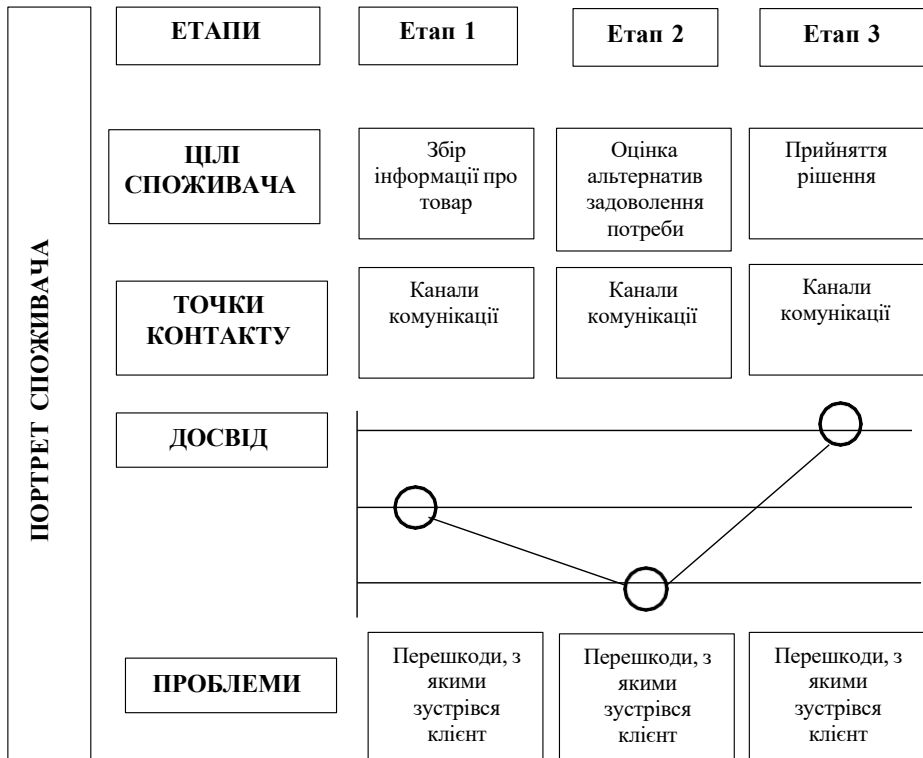 ПОРТРЕТ СПОЖИВАЧА
ЕТАПИ
Етап 1
Етап 2
Етап 3
ЦІЛІ
СПОЖИВАЧА
Збір
інформації про
товар
Оцінка
альтернатив
задоволення
потреби
Прийняття
рішення
ТОЧКИ
КОНТАКТУ
Канали
комунікації
Канали
комунікації
Канали
комунікації
ДОСВІД
ПРОБЛЕМИ
Перешкоди, з
якими
зустрівся
клієнт
Перешкоди, з
якими
зустрівся
клієнт
Перешкоди, з
якими
зустрівся
клієнт